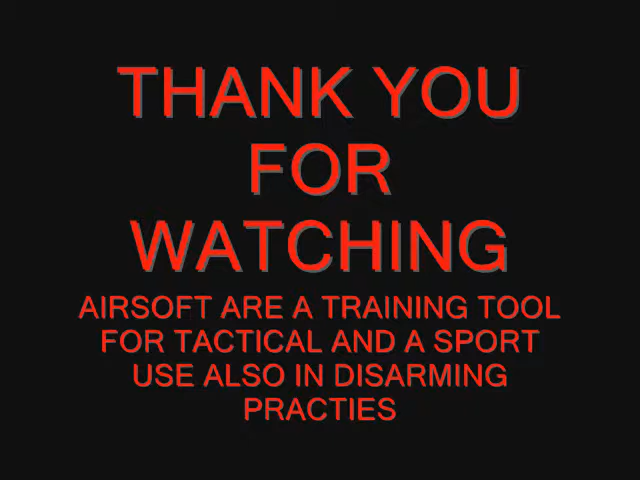 THANK YOU
FOR
WATCHING
AIRSOFT ARE A TRAINING TOOL
FOR TACTICAL AND A SPORT
USE ALSO IN DISARMING
PRACTIES